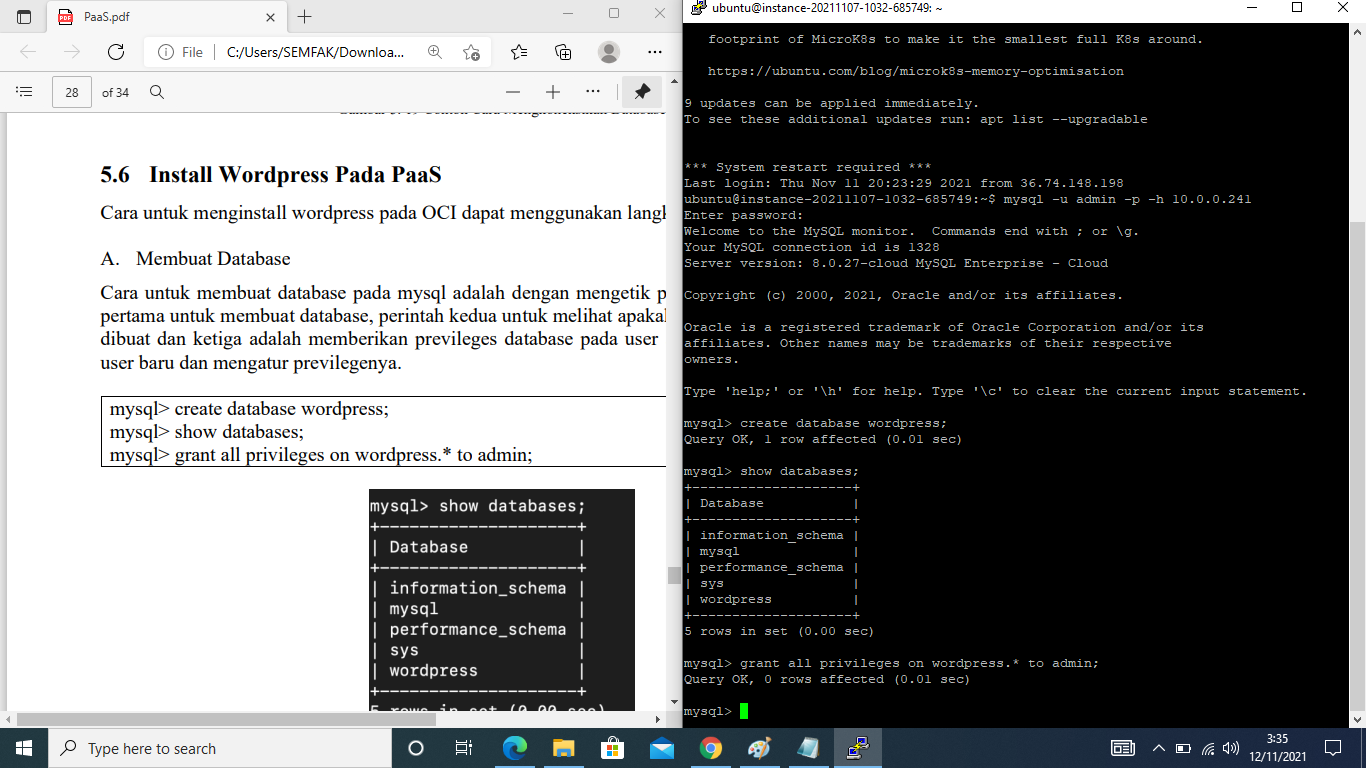 PaaS.pdf
File
C:/Users/SEMFAK/Downloa...
28 of 34
5.6 Install Wordpress Pada PaaS
Cara untuk menginstall wordpress pada OCI dapat menggunakan
A. Membuat Database
Cara untuk membuat database pada mysql adalah dengan mengetik p
pertama untuk membuat database, perintah kedua untuk melihat apaka
dibuat dan ketiga adalah memberikan previleges database pada user
user baru dan mengatur previlegenya.
mysql> create database wordpress;
mysql> show databases;
mysql> grant all privileges on wordpress.* to admin;
mysql> show databases;
+--------------------+
| Database           |
+--------------------+
| information_schema |
| mysql              |
| performance_schema |
| sys                |
| wordpress          |
+--------------------+
5 rows in set (0.00 sec)
ubuntu@instance-20211107-1032-685749: ~
footprint of MicroK8s to make it the smallest full K8s around.
https://ubuntu.com/blog/microk8s-memory-optimisation
9 updates can be applied immediately.
To see these additional updates run: apt list --upgradable
*** System restart required ***
Last login: Thu Nov 11 20:23:29 2021 from 36.74.148.198
ubuntu@instance-20211107-1032-685749:~$ mysql -u admin -p -h 10.0.0.241
Enter password:
Welcome to the MySQL monitor.  Commands end with ; or \g.
Your MySQL connection id is 1328
Server version: 8.0.27-cloud MySQL Enterprise - Cloud
Copyright (c) 2000, 2021, Oracle and/or its affiliates.
Oracle is a registered trademark of Oracle Corporation and/or its
affiliates. Other names may be trademarks of their respective
owners.
Type 'help;' or '\h' for help. Type '\c' to clear the current input statement.
mysql> create database wordpress;
Query OK, 1 row affected (0.01 sec)
mysql> show databases;
+--------------------+
| Database           |
+--------------------+
| information_schema |
| mysql              |
| performance_schema |
| sys                |
| wordpress          |
+--------------------+
5 rows in set (0.00 sec)
mysql> grant all privileges on wordpress.* to admin;
Query OK, 0 rows affected (0.01 sec)
mysql>
Type here to search
3:35
12/11/2021